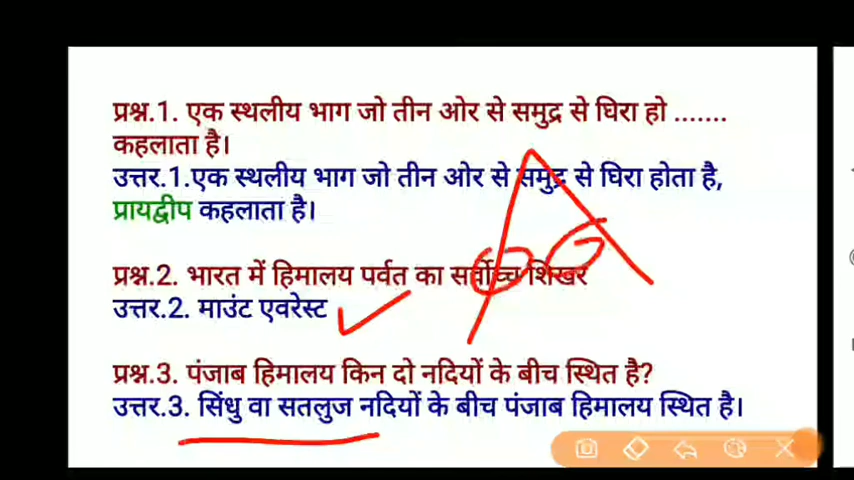 प्रश्न.1. एक स्थलीय भाग जो तीन ओर से समुद्र से घिरा हो .......
कहलाता है।
उत्तर.1.एक स्थलीय भाग जो तीन ओर से समुद्र से घिरा होता है,
प्रायद्वीप कहलाता है।
प्रश्न.2. भारत में हिमालय पर्वत का सर्वोच्च शिखर
उत्तर.2. माउंट एवरेस्ट
प्रश्न.3. पंजाब हिमालय किन दो नदियों के बीच स्थित है?
उत्तर.3. सिंधु वा सतलुज नदियों के बीच पंजाब हिमालय स्थित है।